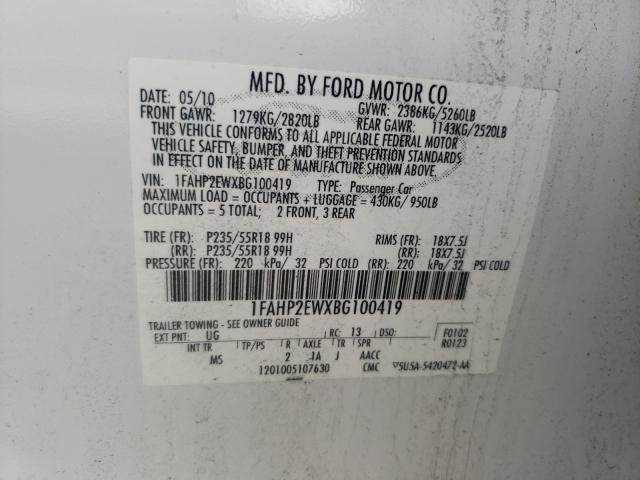 MFD. BY FORD MOTOR CO.
DATE: 05/10 GVWR: 2386KG/5260LB
FRONT GAWR: 1279KG/2820LB REAR GAWR: 1143KG/2520LB
THIS VEHICLE CONFORMS TO ALL APPLICABLE FEDERAL MOTOR
VEHICLE SAFETY, BUMPER, AND THEFT PREVENTION STANDARDS
IN EFFECT ON THE DATE OF MANUFACTURE SHOWN ABOVE.
VIN: 1FAHP2EWXBG100419 TYPE: Passenger Car
MAXIMUM LOAD = OCCUPANTS + LUGGAGE = 430KG/ 950LB
OCCUPANTS = 5 TOTAL; 2 FRONT, 3 REAR
TIRE (FR): P235/55R18 99H RIMS (FR): 18X7.5J
(RR): P235/55R18 99H (RR): 18X7.5J
PRESSURE (FR): 220 kPa/ 32 PSI COLD (RR): 220 kPa/ 32 PSI COLD
1FAHP2EWXBG100419
TRAILER TOWING - SEE OWNER GUIDE
EXT PNT: UG RC: 13 DSO: F0102
R0123
INT TR TP/PS R AXLE TR SPR
MS 2 1A J AACC
1201005107630 CMC ▽5U5A-5420472-AA